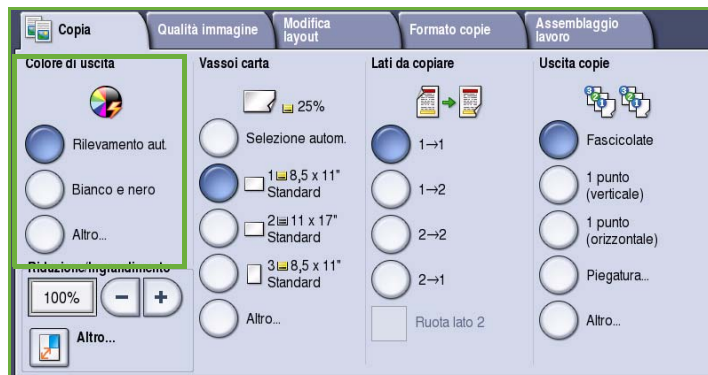 Copia
Qualità immagine
Modifica
layout
Formato copie
Assemblaggio
lavoro
Colore di uscita
Rilevamento aut.
Bianco e nero
Altro...
Riduzione/Ingrandimento
100%
Altro...
Vassoi carta
25%
Selezione autom.
1 8,5 x 11"
Standard
2 11 x 17"
Standard
3 8,5 x 11"
Standard
Altro...
Lati da copiare
1→1
1→2
2→2
2→1
Ruota lato 2
Uscita copie
Fascicolate
1 punto
(verticale)
1 punto
(orizzontale)
Piegatura...
Altro...